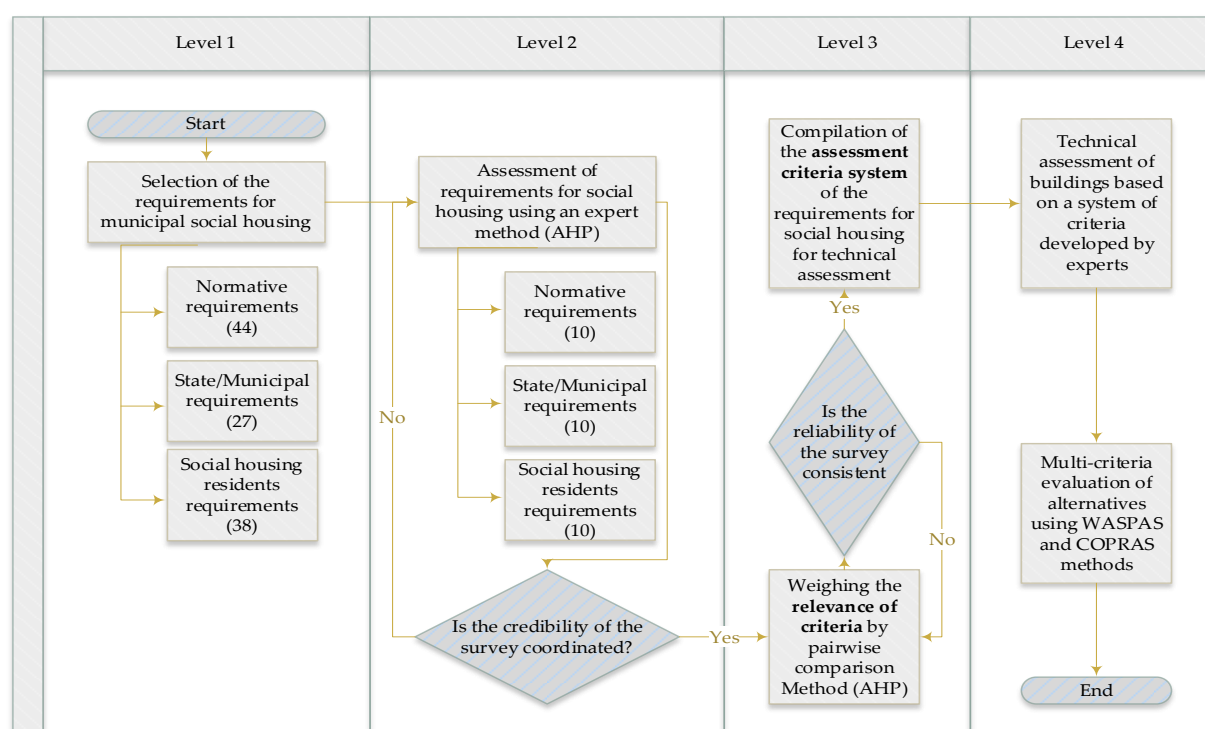 Level 1
Level 2
Level 3
Level 4
Start
Selection of the
requirements for
municipal social housing
Normative
requirements
(44)
State/Municipal
requirements
(27)
Social housing
residents
requirements
(38)
Assessment of
requirements for social
housing using an expert
method (AHP)
Normative
requirements
(10)
State/Municipal
requirements
(10)
Social housing
residents
requirements
(10)
No
Is the credibility of the
survey coordinated?
Yes
Compilation of
the assessment
criteria system
of the
requirements for
social housing
for technical
assessment
Yes
Is the
reliability of
the survey
consistent
No
Weighing the
relevance of
criteria by
pairwise
comparison
Method (AHP)
Technical
assessment of
buildings based
on a system of
criteria
developed by
experts
Multi-criteria
evaluation of
alternatives
using WASPAS
and COPRAS
methods
End